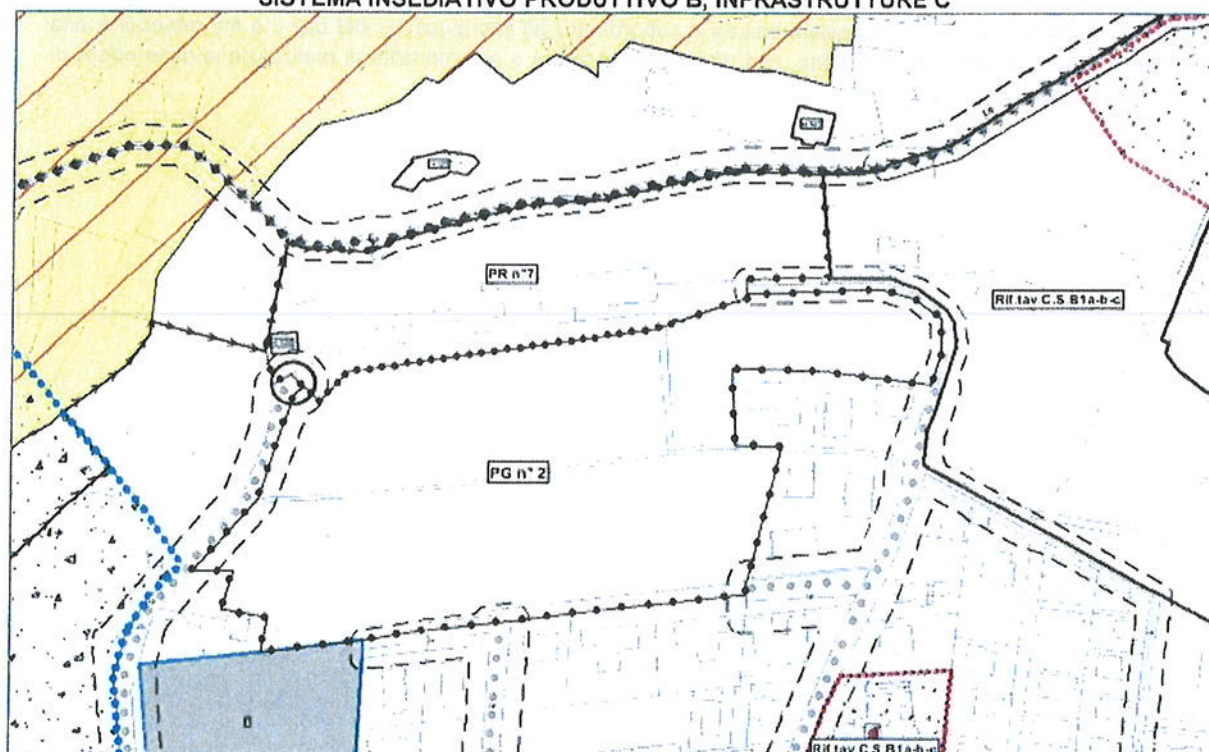 SISTEMA INSEDIATIVO PRODUTTIVO B, INFRASTRUTTURE C
PR n°7
Rif.tav C.S.B1a-b-c
PG n° 2
Rif.tav C.S.B1a-b-c